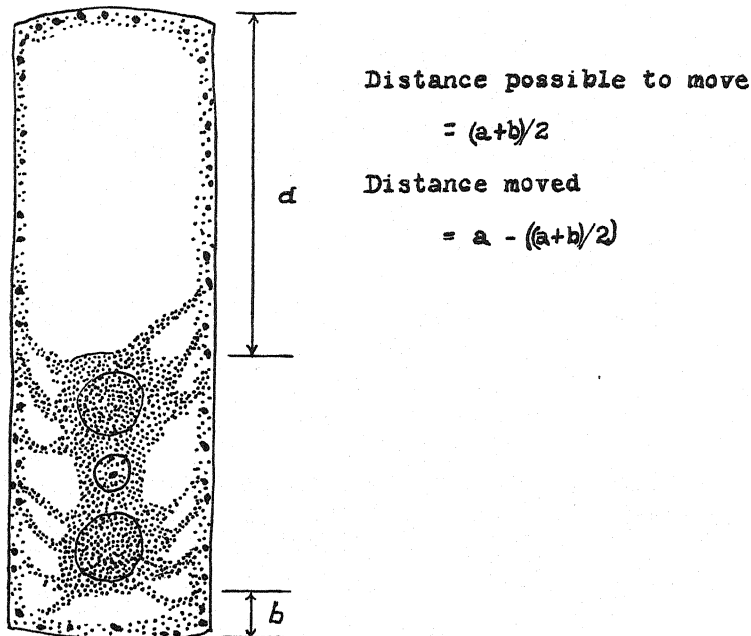 Distance possible to move
= (a+b)/2
Distance moved
= a - ((a+b)/2)
a
b